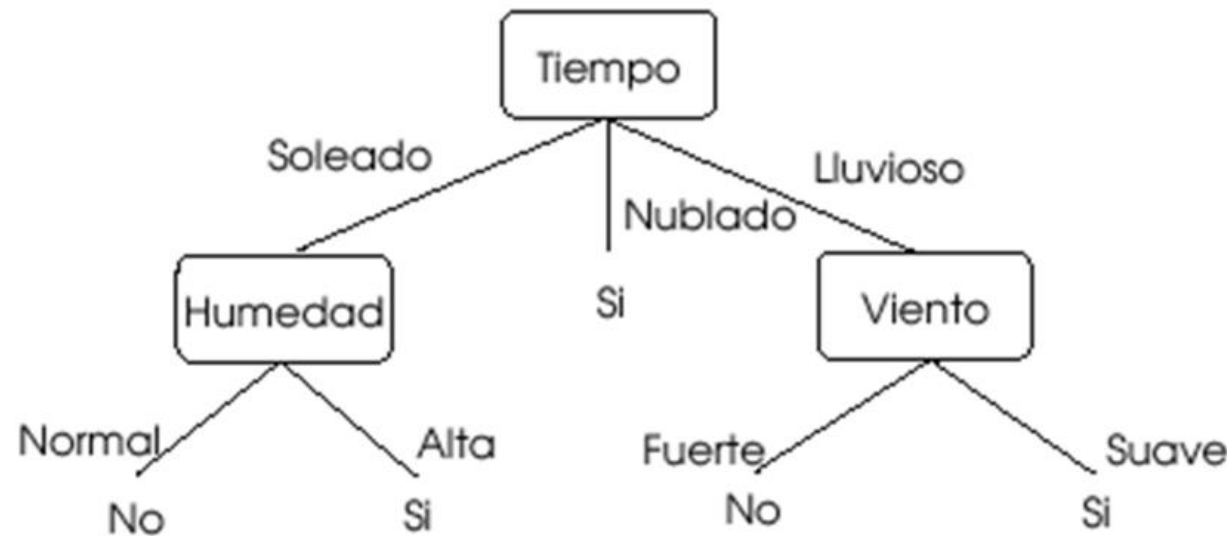 Tiempo
Soleado
Lluvioso
Nublado
Humedad
Si
Viento
Normal
Alta
Fuerte
Suave
No
Si
No
Si